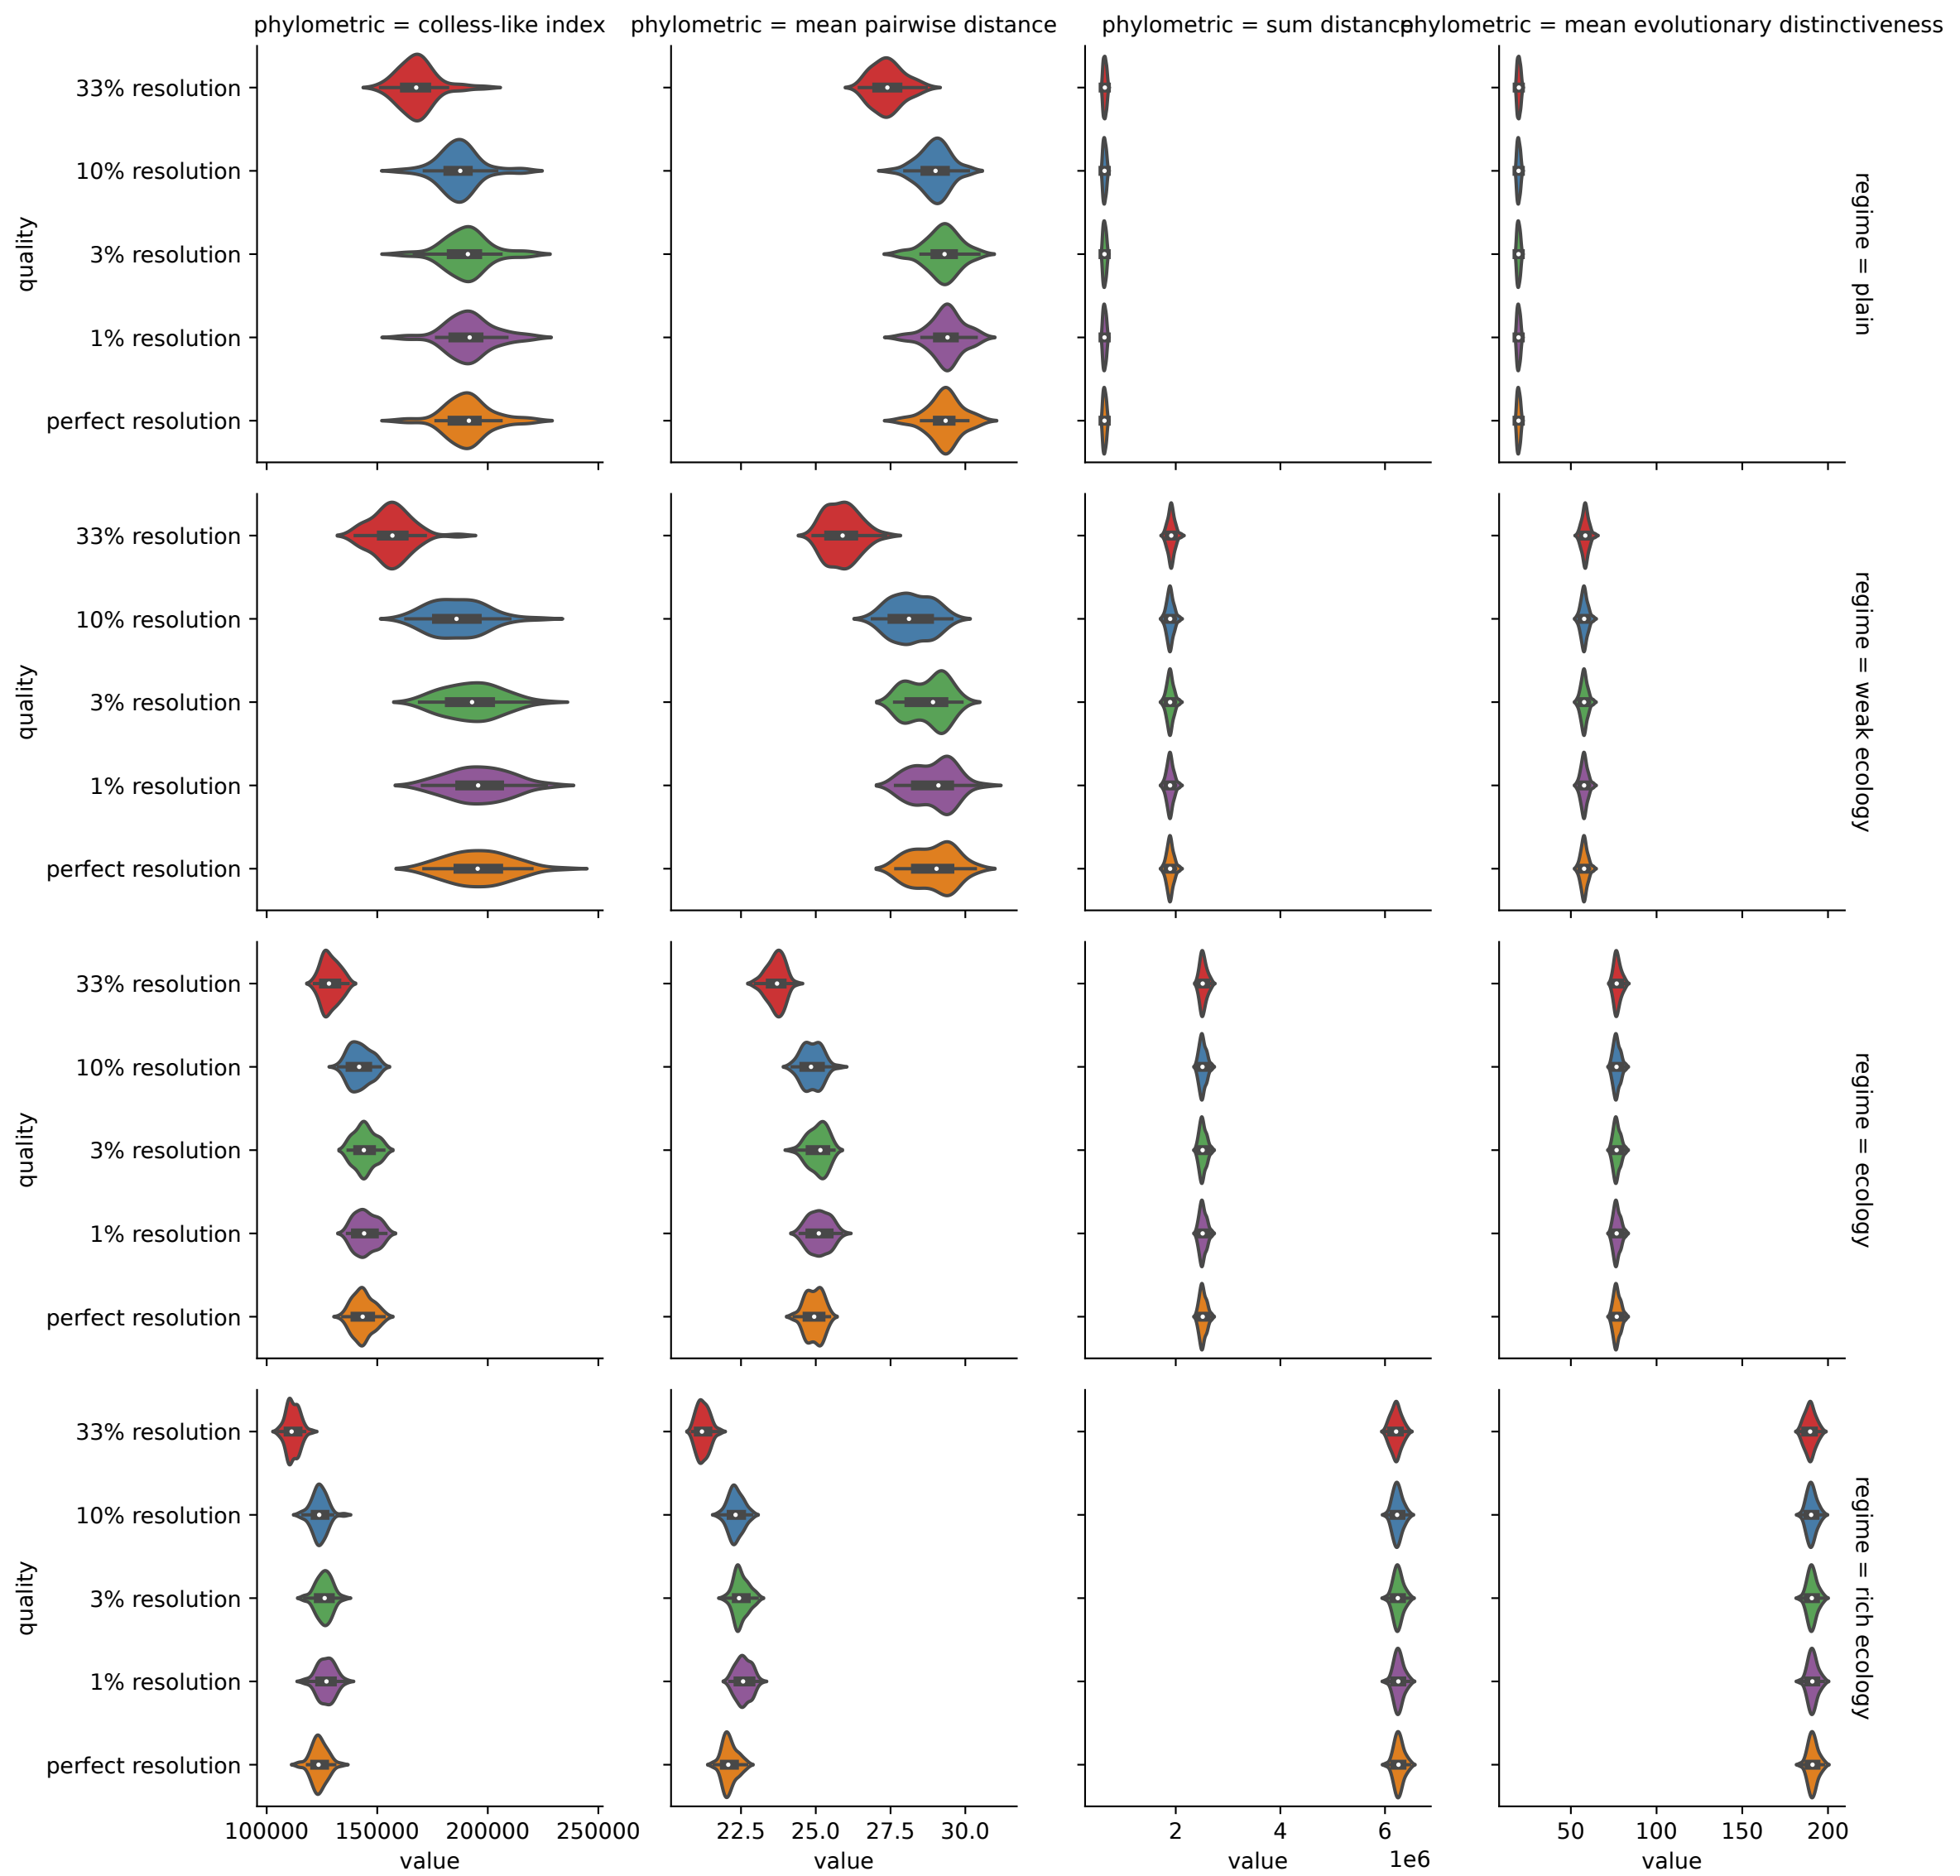 phylometric = colless-like index
phylometric = mean pairwise distance
phylometric = sum distance
phylometric = mean evolutionary distinctiveness
33% resolution
10% resolution
3% resolution
1% resolution
perfect resolution
quality
regime = plain
33% resolution
10% resolution
3% resolution
1% resolution
perfect resolution
quality
regime = weak ecology
33% resolution
10% resolution
3% resolution
1% resolution
perfect resolution
quality
regime = ecology
33% resolution
10% resolution
3% resolution
1% resolution
perfect resolution
quality
regime = rich ecology
100000 150000 200000 250000
value
22.5 25.0 27.5 30.0
value
2 4 6
1e6
value
50 100 150 200
value